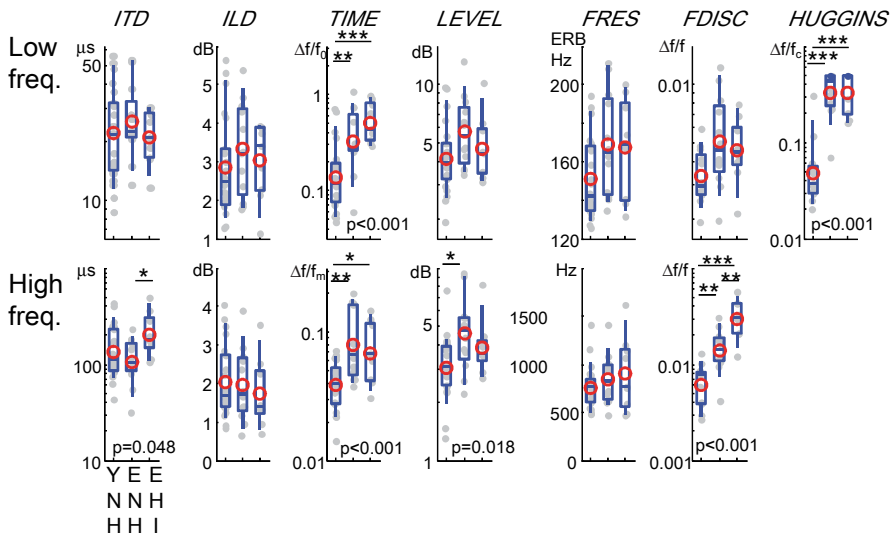 ITD ILD TIME LEVEL FRES FDISC HUGGINS
Low freq.
µs
50
10
dB
6
5
4
3
2
1
Δf/f0
***
**
1
0.1
p<0.001
dB
10
5
2
ERB
Hz
200
160
120
Δf/f
0.01
Δf/fc
***
***
0.1
0.01
p<0.001
High freq.
µs
*
1000
100
10
p=0.048
dB
5
4
3
2
1
0
Δf/fm
*
**
0.1
0.01
p<0.001
dB
*
5
1
p=0.018
Hz
1500
1000
500
0
Δf/f
***
**
**
0.01
0.001
p<0.001
Y E E
N N H
H H I